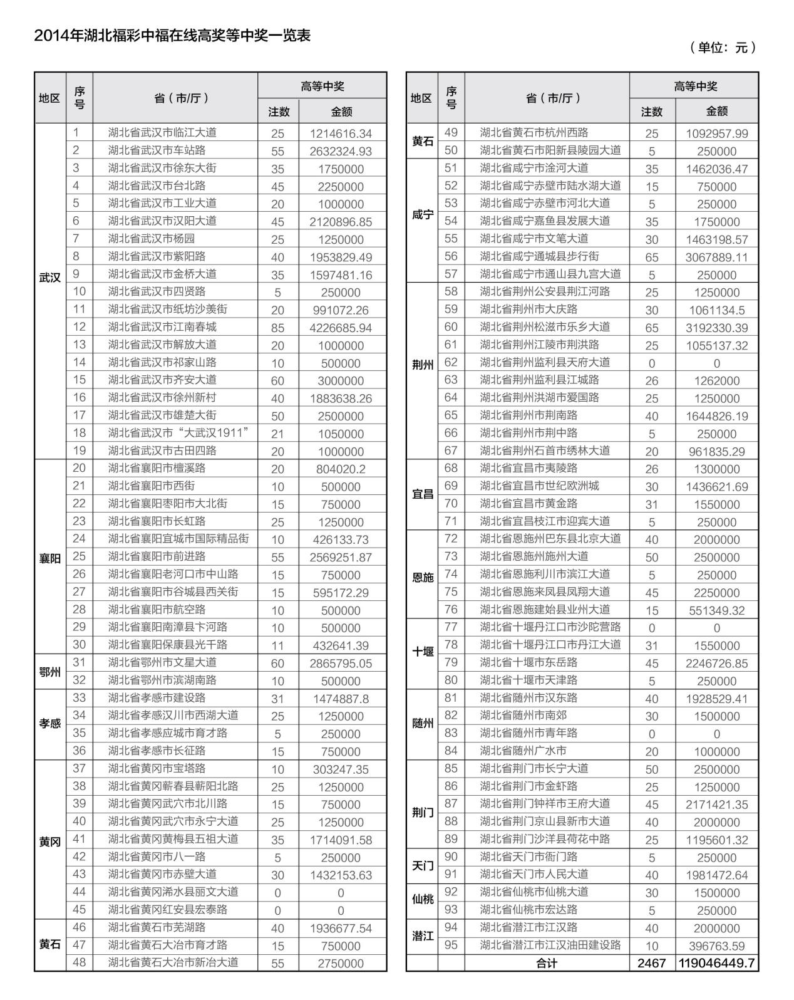 2014年湖北福彩中福在线高奖等中奖一览表
（单位：元）
地区 序号 省（市/厅） 高等中奖
注数 金额
武汉
1 湖北省武汉市临江大道 25 1214616.34
2 湖北省武汉市车站路 55 2632324.93
3 湖北省武汉市徐东大街 35 1750000
4 湖北省武汉市台北路 45 2250000
5 湖北省武汉市工业大道 20 1000000
6 湖北省武汉市汉阳大道 45 2120896.85
7 湖北省武汉市杨园 25 1250000
8 湖北省武汉市紫阳路 40 1953829.49
9 湖北省武汉市金桥大道 35 1597481.16
10 湖北省武汉市四贤路 5 250000
11 湖北省武汉市纸坊沙羡街 20 991072.26
12 湖北省武汉市江南春城 85 4226685.94
13 湖北省武汉市解放大道 20 1000000
14 湖北省武汉市祁家山路 10 500000
15 湖北省武汉市齐安大道 60 3000000
16 湖北省武汉市徐州新村 40 1883638.26
17 湖北省武汉市雄楚大街 50 2500000
18 湖北省武汉市“大武汉1911” 21 1050000
19 湖北省武汉市古田四路 20 1000000
襄阳
20 湖北省襄阳市檀溪路 20 804020.2
21 湖北省襄阳市西街 10 500000
22 湖北省襄阳枣阳市大北街 15 750000
23 湖北省襄阳市长虹路 25 1250000
24 湖北省襄阳宜城市国际精品街 10 426133.73
25 湖北省襄阳市前进路 55 2569251.87
26 湖北省襄阳老河口市中山路 15 750000
27 湖北省襄阳市谷城县西关街 15 595172.29
28 湖北省襄阳市航空路 10 500000
29 湖北省襄阳南漳县卞河路 10 500000
30 湖北省襄阳保康县光千路 11 432641.39
鄂州
31 湖北省鄂州市文星大道 60 2865795.05
32 湖北省鄂州市滨湖南路 10 500000
孝感
33 湖北省孝感市建设路 31 1474887.8
34 湖北省孝感汉川市西湖大道 25 1250000
35 湖北省孝感应城市育才路 5 250000
36 湖北省孝感市长征路 15 750000
黄冈
37 湖北省黄冈市宝塔路 10 303247.35
38 湖北省黄冈蕲春县蕲阳北路 25 1250000
39 湖北省黄冈武穴市北川路 15 750000
40 湖北省黄冈武穴市永宁大道 25 1250000
41 湖北省黄冈黄梅县五祖大道 35 1714091.58
42 湖北省黄冈市八一路 5 250000
43 湖北省黄冈市赤壁大道 30 1432153.63
44 湖北省黄冈浠水县丽文大道 0 0
45 湖北省黄冈红安县宏泰路 0 0
黄石
46 湖北省黄石市芜湖路 40 1936677.54
47 湖北省黄石大冶市育才路 15 750000
48 湖北省黄石大冶市新冶大道 55 2750000
地区 序号 省（市/厅） 高等中奖
注数 金额
黄石
49 湖北省黄石市杭州西路 25 1092957.99
50 湖北省黄石市阳新县陵园大道 5 250000
咸宁
51 湖北省咸宁市淦河大道 35 1462036.47
52 湖北省咸宁赤壁市陆水湖大道 15 750000
53 湖北省咸宁赤壁市河北大道 5 250000
54 湖北省咸宁嘉鱼县发展大道 35 1750000
55 湖北省咸宁市文笔大道 30 1463198.57
56 湖北省咸宁通城县步行街 65 3067889.11
57 湖北省咸宁市通山县九宫大道 5 250000
荆州
58 湖北省荆州公安县荆江河路 25 1250000
59 湖北省荆州市大庆路 30 1061134.5
60 湖北省荆州松滋市乐乡大道 65 3192330.39
61 湖北省荆州江陵市荆洪路 25 1055137.32
62 湖北省荆州监利县天府大道 0 0
63 湖北省荆州监利县江城路 26 1262000
64 湖北省荆州洪湖市爱国路 25 1250000
65 湖北省荆州市荆南路 40 1644826.19
66 湖北省荆州市荆中路 5 250000
67 湖北省荆州石首市绣林大道 20 961835.29
宜昌
68 湖北省宜昌市夷陵路 26 1300000
69 湖北省宜昌市世纪欧洲城 30 1436621.69
70 湖北省宜昌市黄金路 31 1550000
71 湖北省宜昌枝江市迎宾大道 5 250000
恩施
72 湖北省恩施州巴东县北京大道 40 2000000
73 湖北省恩施州施州大道 50 2500000
74 湖北省恩施利川市滨江大道 5 250000
75 湖北省恩施来凤县凤翔大道 45 2250000
76 湖北省恩施建始县业州大道 15 551349.32
十堰
77 湖北省十堰丹江口市沙陀营路 0 0
78 湖北省十堰丹江口市丹江大道 31 1550000
79 湖北省十堰市东岳路 45 2246726.85
80 湖北省十堰市天津路 5 250000
随州
81 湖北省随州市汉东路 40 1928529.41
82 湖北省随州市南郊 30 1500000
83 湖北省随州市青年路 0 0
84 湖北省随州广水市 20 1000000
荆门
85 湖北省荆门市长宁大道 50 2500000
86 湖北省荆门市金虾路 25 1250000
87 湖北省荆门钟祥市王府大道 45 2171421.35
88 湖北省荆门京山县新市大道 40 2000000
89 湖北省荆门沙洋县荷花中路 25 1195601.32
天门
90 湖北省天门市衙门路 5 250000
91 湖北省天门市人民大道 40 1981472.64
仙桃
92 湖北省仙桃市仙桃大道 30 1500000
93 湖北省仙桃市宏达路 5 250000
潜江
94 湖北省潜江市江汉路 40 2000000
95 湖北省潜江市江汉油田建设路 10 396763.59
合计 2467 119046449.7